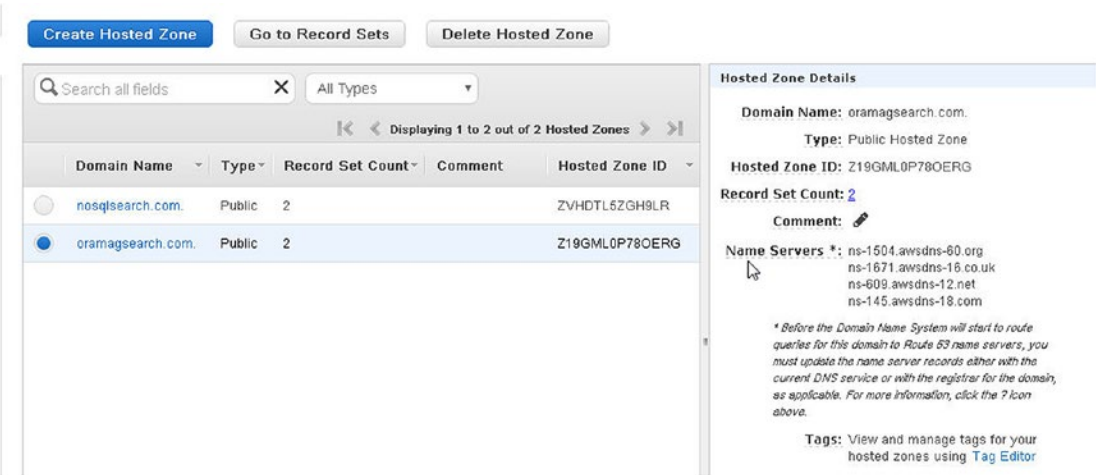 Create Hosted Zone Go to Record Sets Delete Hosted Zone
Search all fields All Types
Displaying 1 to 2 out of 2 Hosted Zones
Domain Name Type Record Set Count Comment Hosted Zone ID
nosqlsearch.com. Public 2 ZVHDTL5ZGH9LR
oramagsearch.com. Public 2 Z19GML0P78OERG
Hosted Zone Details
Domain Name: oramagsearch.com.
Type: Public Hosted Zone
Hosted Zone ID: Z19GML0P78OERG
Record Set Count: 2
Comment:
Name Servers *: ns-1504.awsdns-60.org
ns-1671.awsdns-16.co.uk
ns-609.awsdns-12.net
ns-145.awsdns-18.com
* Before the Domain Name System will start to route
queries for this domain to Route 53 name servers, you
must update the name server records either with the
current DNS service or with the registrar for the domain,
as applicable. For more information, click the ? icon
above.
Tags: View and manage tags for your
hosted zones using Tag Editor